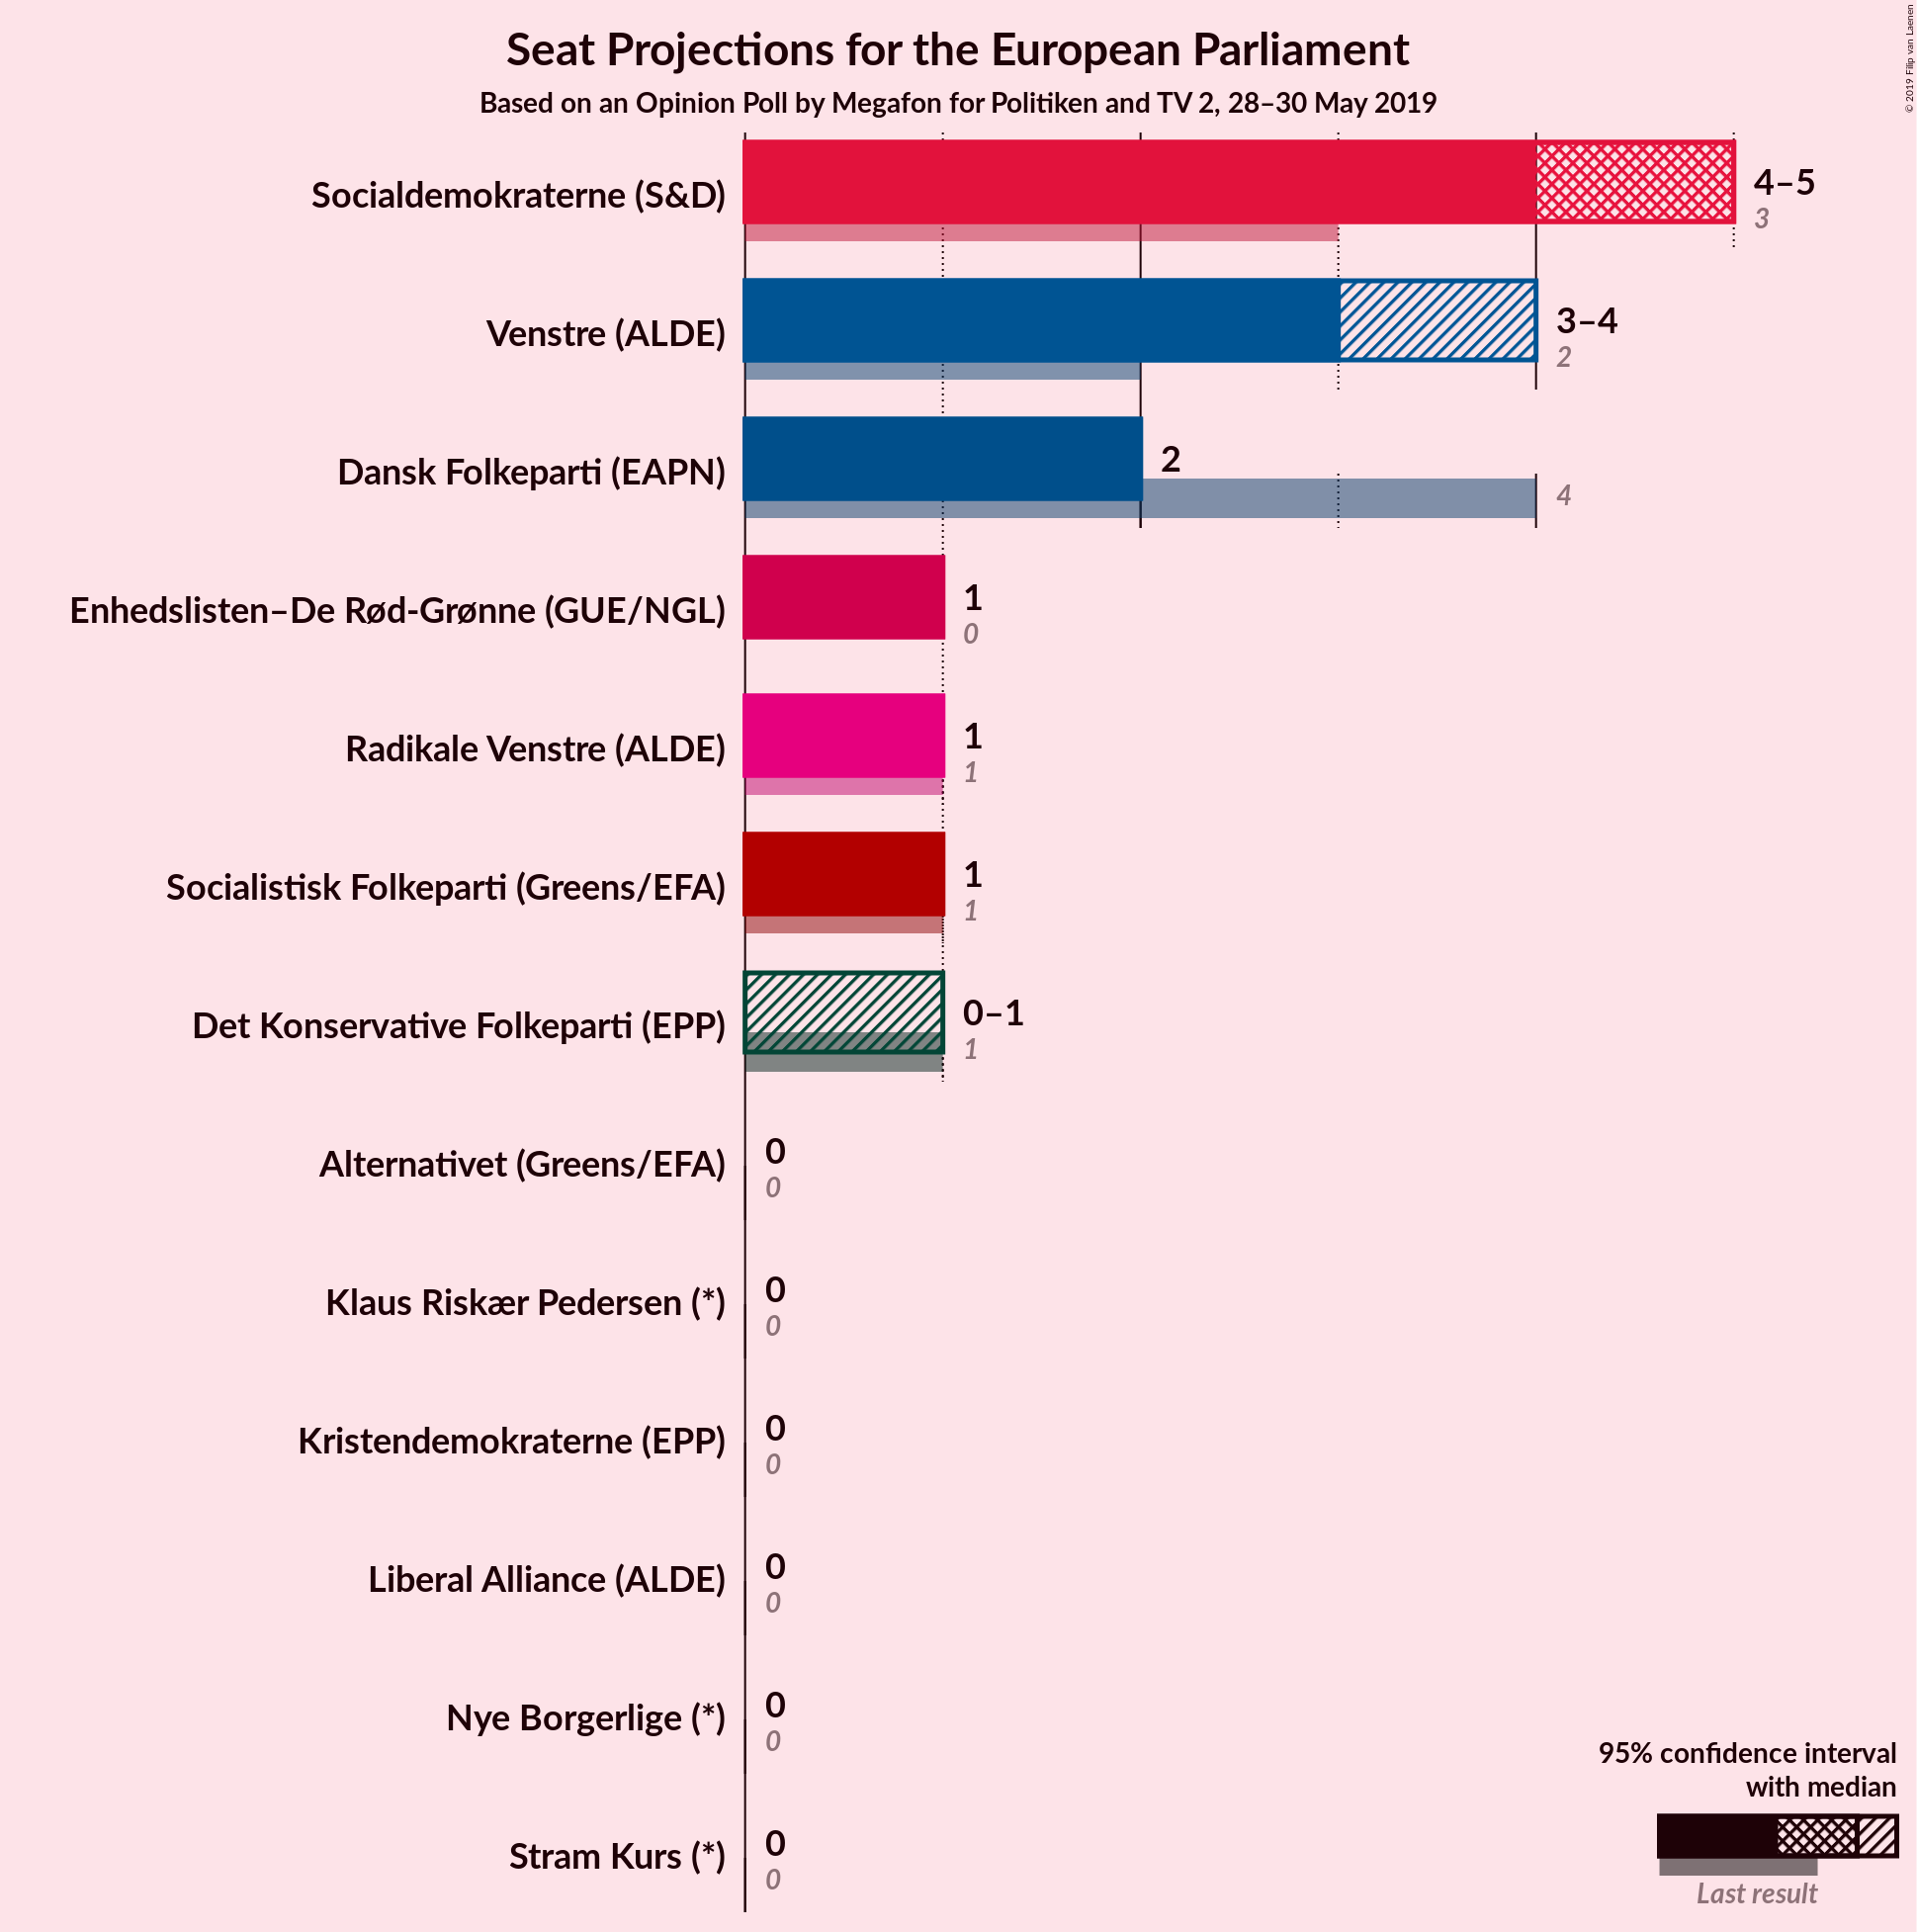 Seat Projections for the European Parliament
Based on an Opinion Poll by Megafon for Politiken and TV 2, 28–30 May 2019
© 2019 Filip van Laenen
Socialdemokraterne (S&D)
4–5
3
Venstre (ALDE)
3–4
2
Dansk Folkeparti (EAPN)
2
4
Enhedslisten–De Rød-Grønne (GUE/NGL)
1
0
Radikale Venstre (ALDE)
1
1
Socialistisk Folkeparti (Greens/EFA)
1
1
Det Konservative Folkeparti (EPP)
0–1
1
Alternativet (Greens/EFA)
0
0
Klaus Riskær Pedersen (*)
0
0
Kristendemokraterne (EPP)
0
0
Liberal Alliance (ALDE)
0
0
Nye Borgerlige (*)
0
0
Stram Kurs (*)
0
0
95% confidence interval
with median
Last result